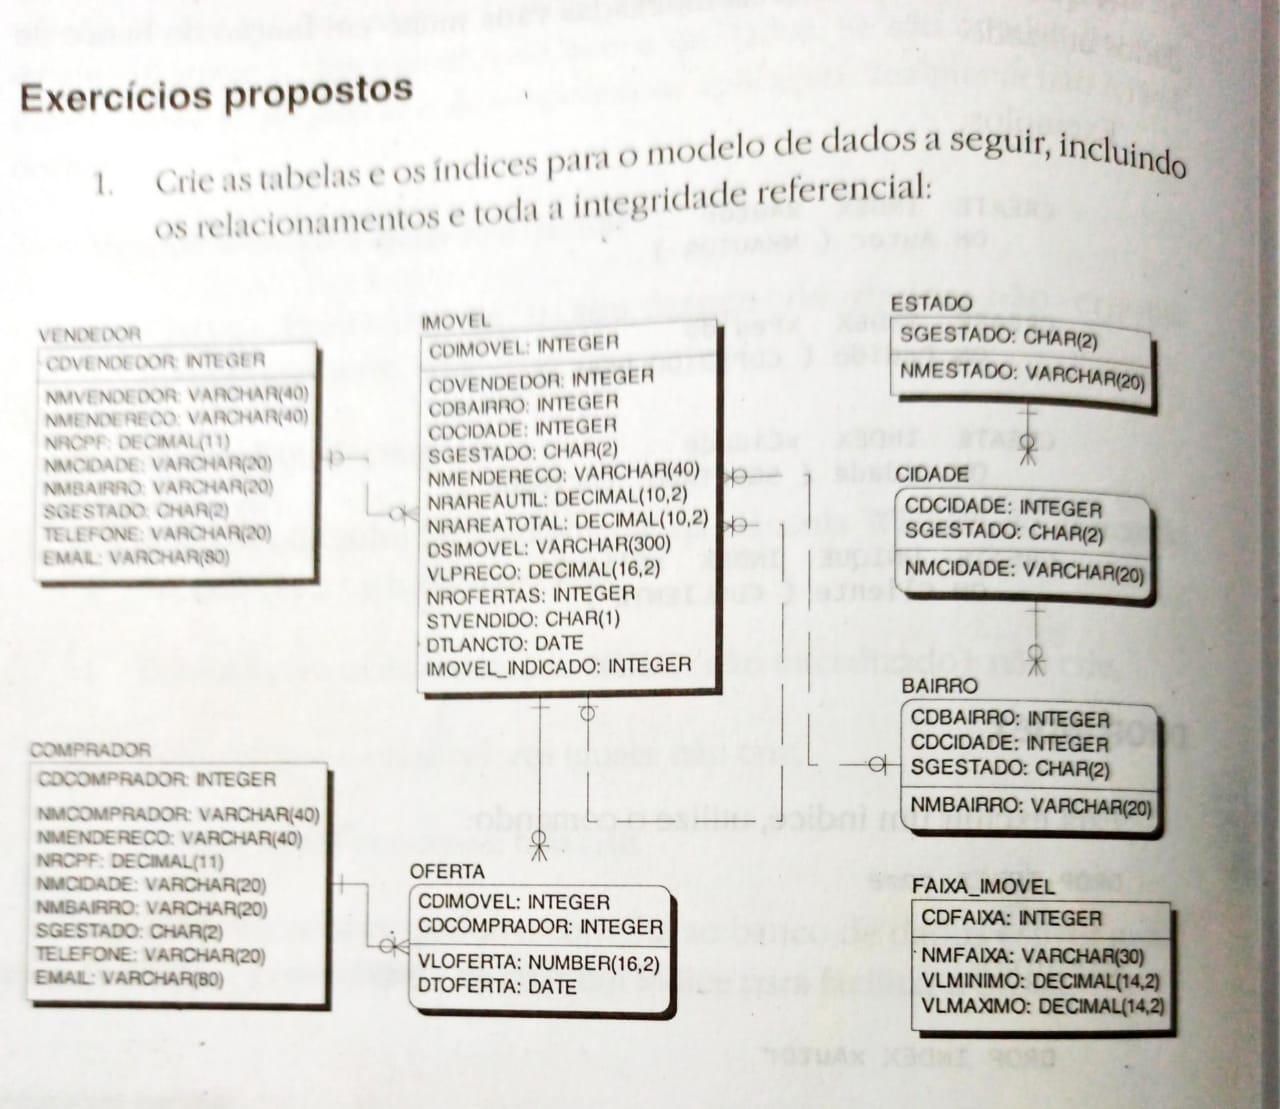 Exercícios propostos
1. Crie as tabelas e os índices para o modelo de dados a seguir, incluindo
os relacionamentos e toda a integridade referencial:
VENDEDOR
CDVENDEDOR: INTEGER
NMVENDEDOR: VARCHAR(40)
NMENDERECO: VARCHAR(40)
NRCPF: DECIMAL(11)
NMCIDADE: VARCHAR(20)
NMBAIRRO: VARCHAR(20)
SGESTADO: CHAR(2)
TELEFONE: VARCHAR(20)
EMAIL: VARCHAR(80)
IMOVEL
CDIMOVEL: INTEGER
CDVENDEDOR: INTEGER
CDBAIRRO: INTEGER
CDCIDADE: INTEGER
SGESTADO: CHAR(2)
NMENDERECO: VARCHAR(40)
NRAREAUTIL: DECIMAL(10,2)
NRAREATOTAL: DECIMAL(10,2)
DSIMOVEL: VARCHAR(300)
VLPRECO: DECIMAL(16,2)
NROFERTAS: INTEGER
STVENDIDO: CHAR(1)
DTLANCTO: DATE
IMOVEL_INDICADO: INTEGER
ESTADO
SGESTADO: CHAR(2)
NMESTADO: VARCHAR(20)
CIDADE
CDCIDADE: INTEGER
SGESTADO: CHAR(2)
NMCIDADE: VARCHAR(20)
BAIRRO
CDBAIRRO: INTEGER
CDCIDADE: INTEGER
SGESTADO: CHAR(2)
NMBAIRRO: VARCHAR(20)
COMPRADOR
CDCOMPRADOR: INTEGER
NMCOMPRADOR: VARCHAR(40)
NMENDERECO: VARCHAR(40)
NRCPF: DECIMAL(11)
NMCIDADE: VARCHAR(20)
NMBAIRRO: VARCHAR(20)
SGESTADO: CHAR(2)
TELEFONE: VARCHAR(20)
EMAIL: VARCHAR(80)
OFERTA
CDIMOVEL: INTEGER
CDCOMPRADOR: INTEGER
VLOFERTA: NUMBER(16,2)
DTOFERTA: DATE
FAIXA_IMOVEL
CDFAIXA: INTEGER
NMFAIXA: VARCHAR(30)
VLMINIMO: DECIMAL(14,2)
VLMAXIMO: DECIMAL(14,2)